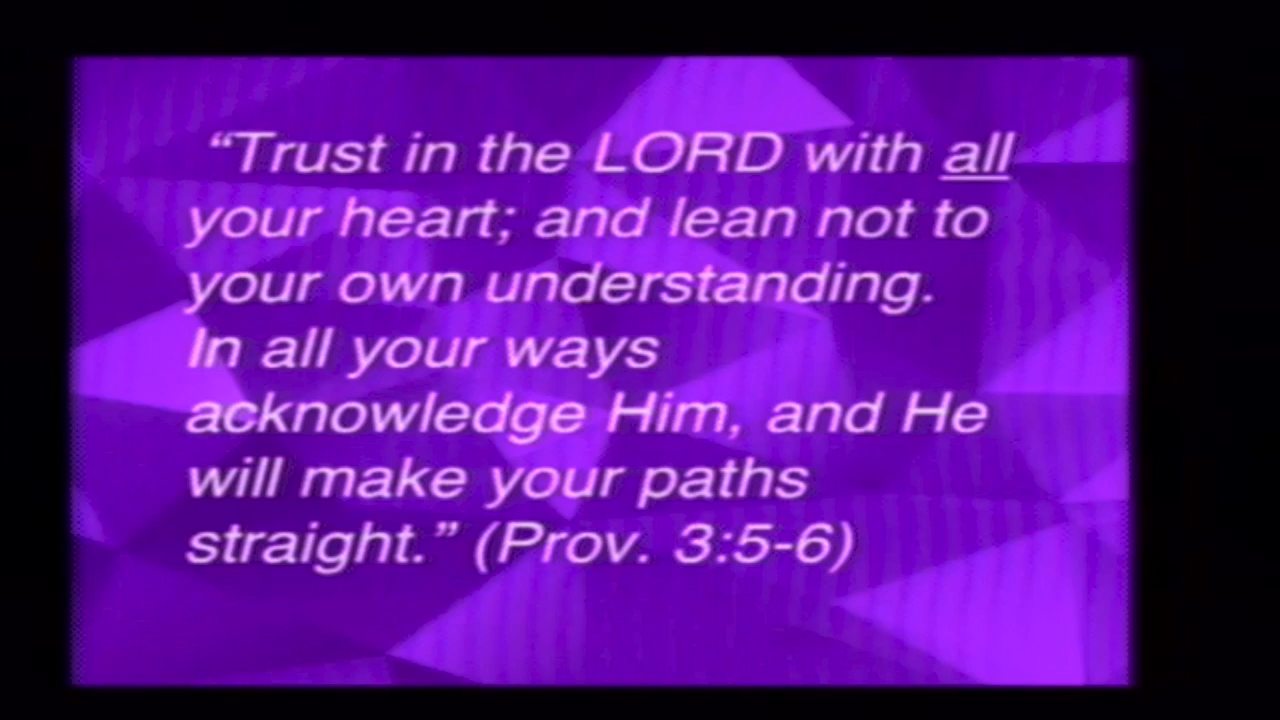 “Trust in the LORD with all
your heart; and lean not to
your own understanding.
In all your ways
acknowledge Him, and He
will make your paths
straight.” (Prov. 3:5-6)